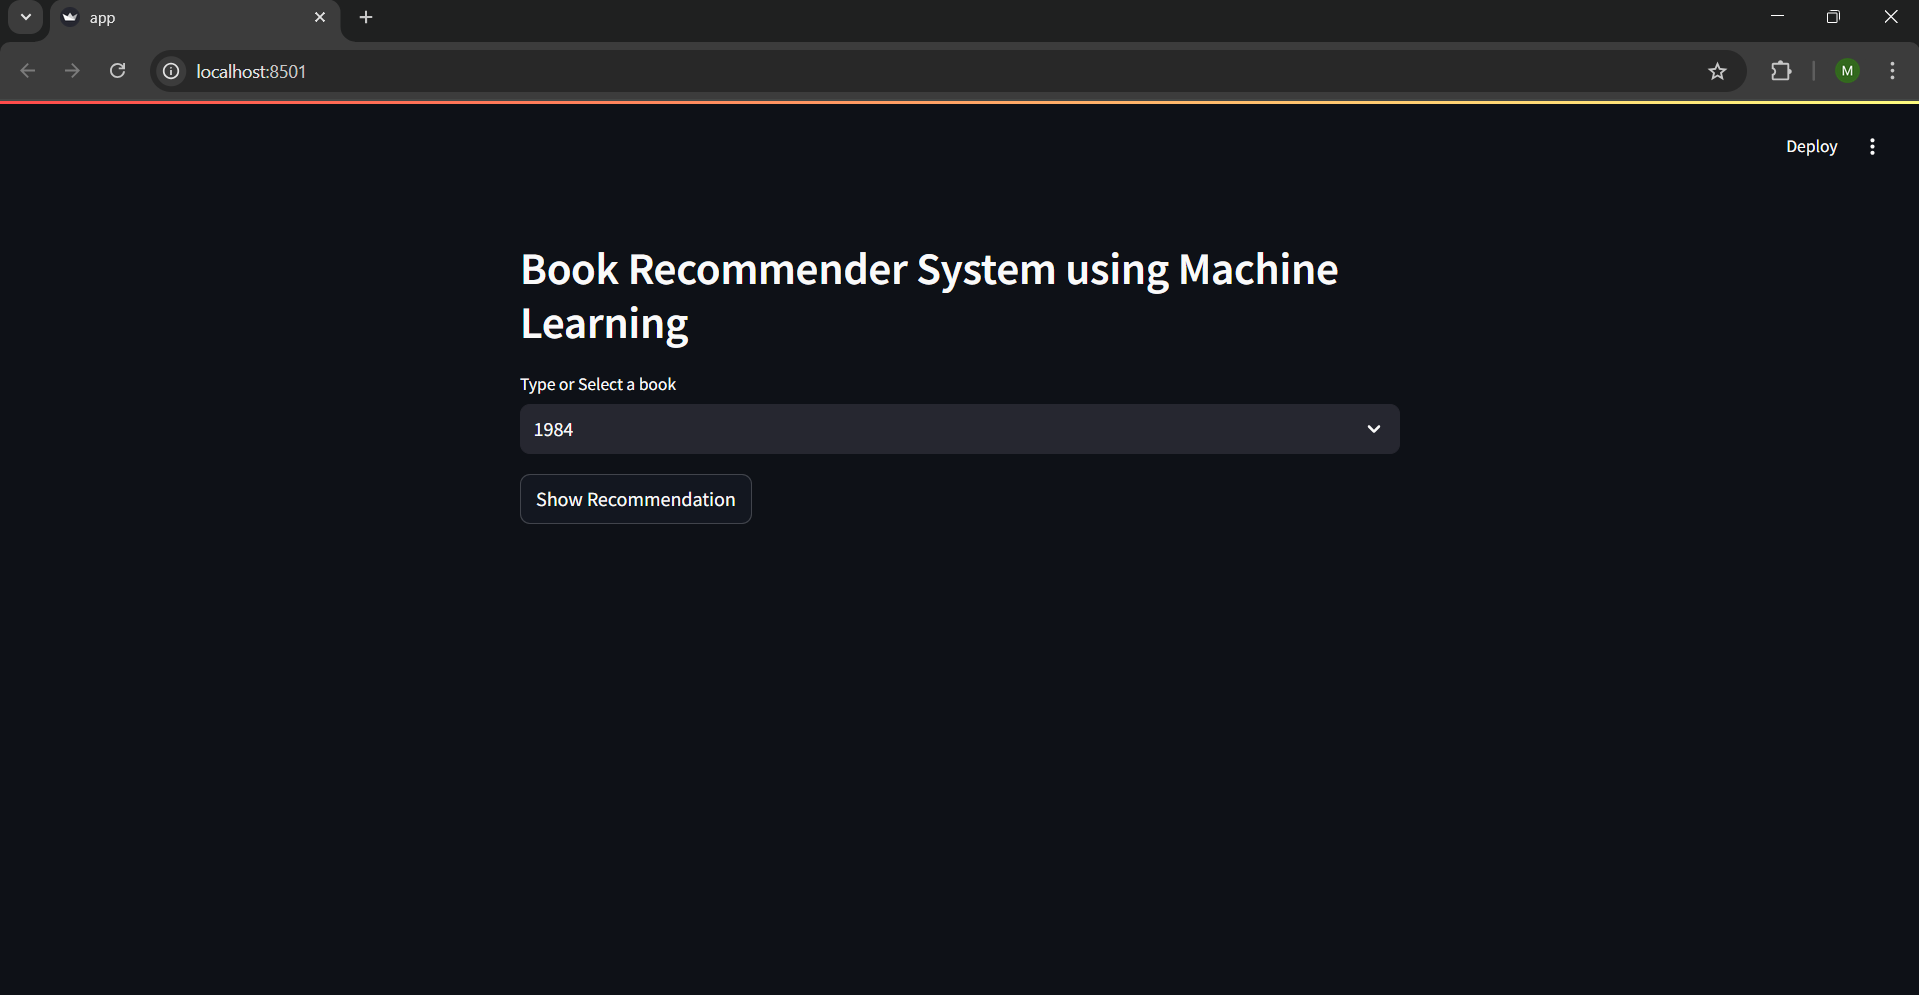 app
localhost:8501
M
Deploy
Book Recommender System using Machine
Learning
Type or Select a book
1984
Show Recommendation